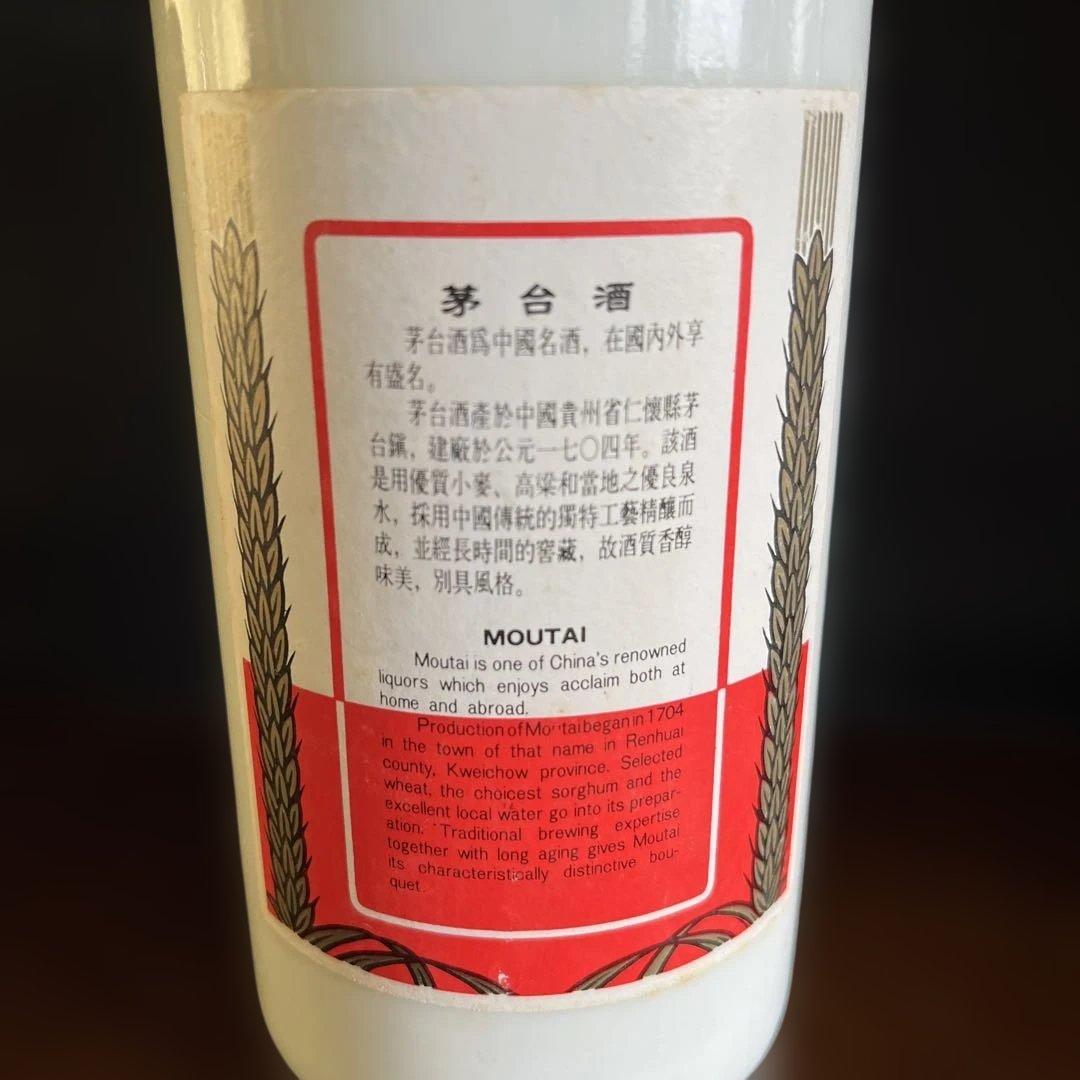 茅台酒
茅台酒爲中國名酒，在國内外享
有盛名。
茅台酒產於中國貴州省仁懷縣茅
台鎭，建廠於公元一七〇四年。該酒
是用優質小麥、高梁和當地之優良泉
水，採用中國傳統的獨特工藝精釀而
成，並經長時間的窖藏，故酒質香醇
味美，別具風格。
MOUTAI
Moutai is one of China's renowned
liquors which enjoys acclaim both at
home and abroad.
Production of Moutai began in 1704
in the town of that name in Renhuai
county, Kweichow province. Selected
wheat, the choicest sorghum and the
excellent local water go into its prepar-
ation. Traditional brewing expertise
together with long aging gives Moutai
its characteristically distinctive bou-
quet.